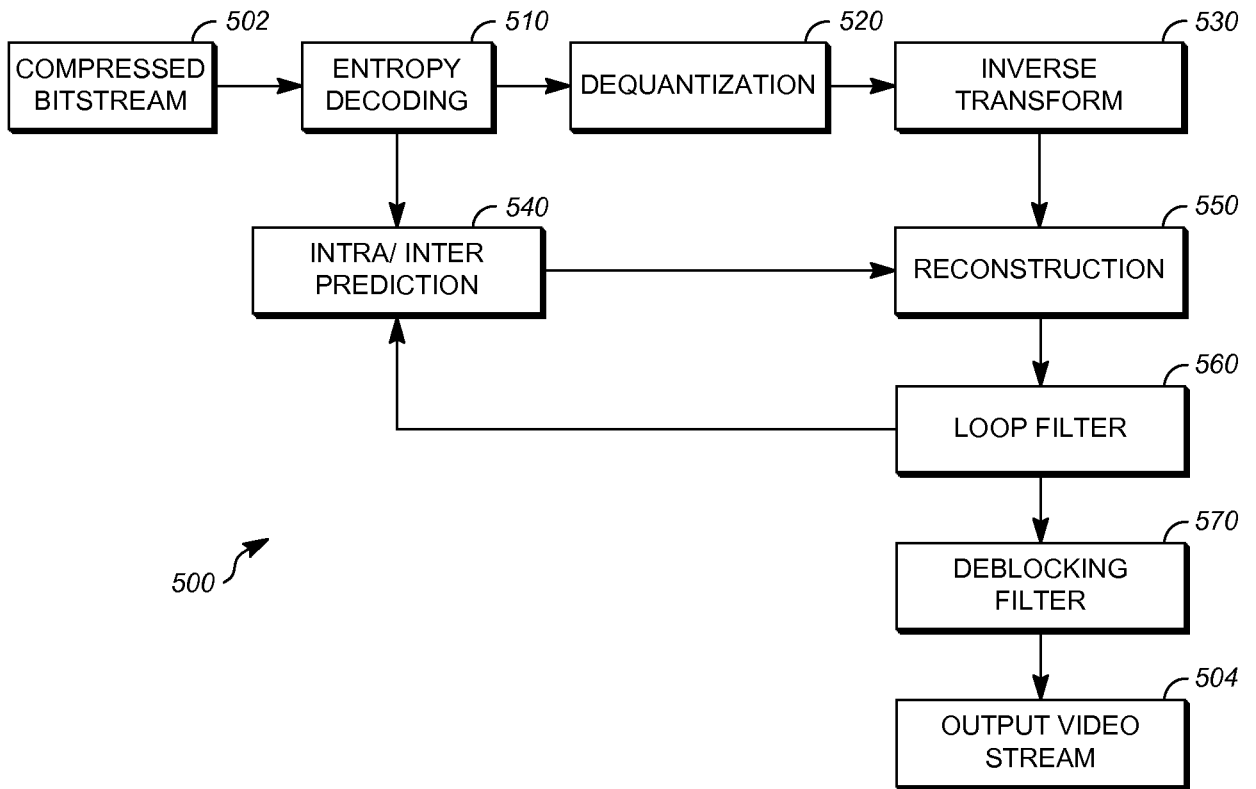 502
COMPRESSED
BITSTREAM
510
ENTROPY
DECODING
520
DEQUANTIZATION
530
INVERSE
TRANSFORM
540
INTRA/ INTER
PREDICTION
550
RECONSTRUCTION
560
LOOP FILTER
500
570
DEBLOCKING
FILTER
504
OUTPUT VIDEO
STREAM